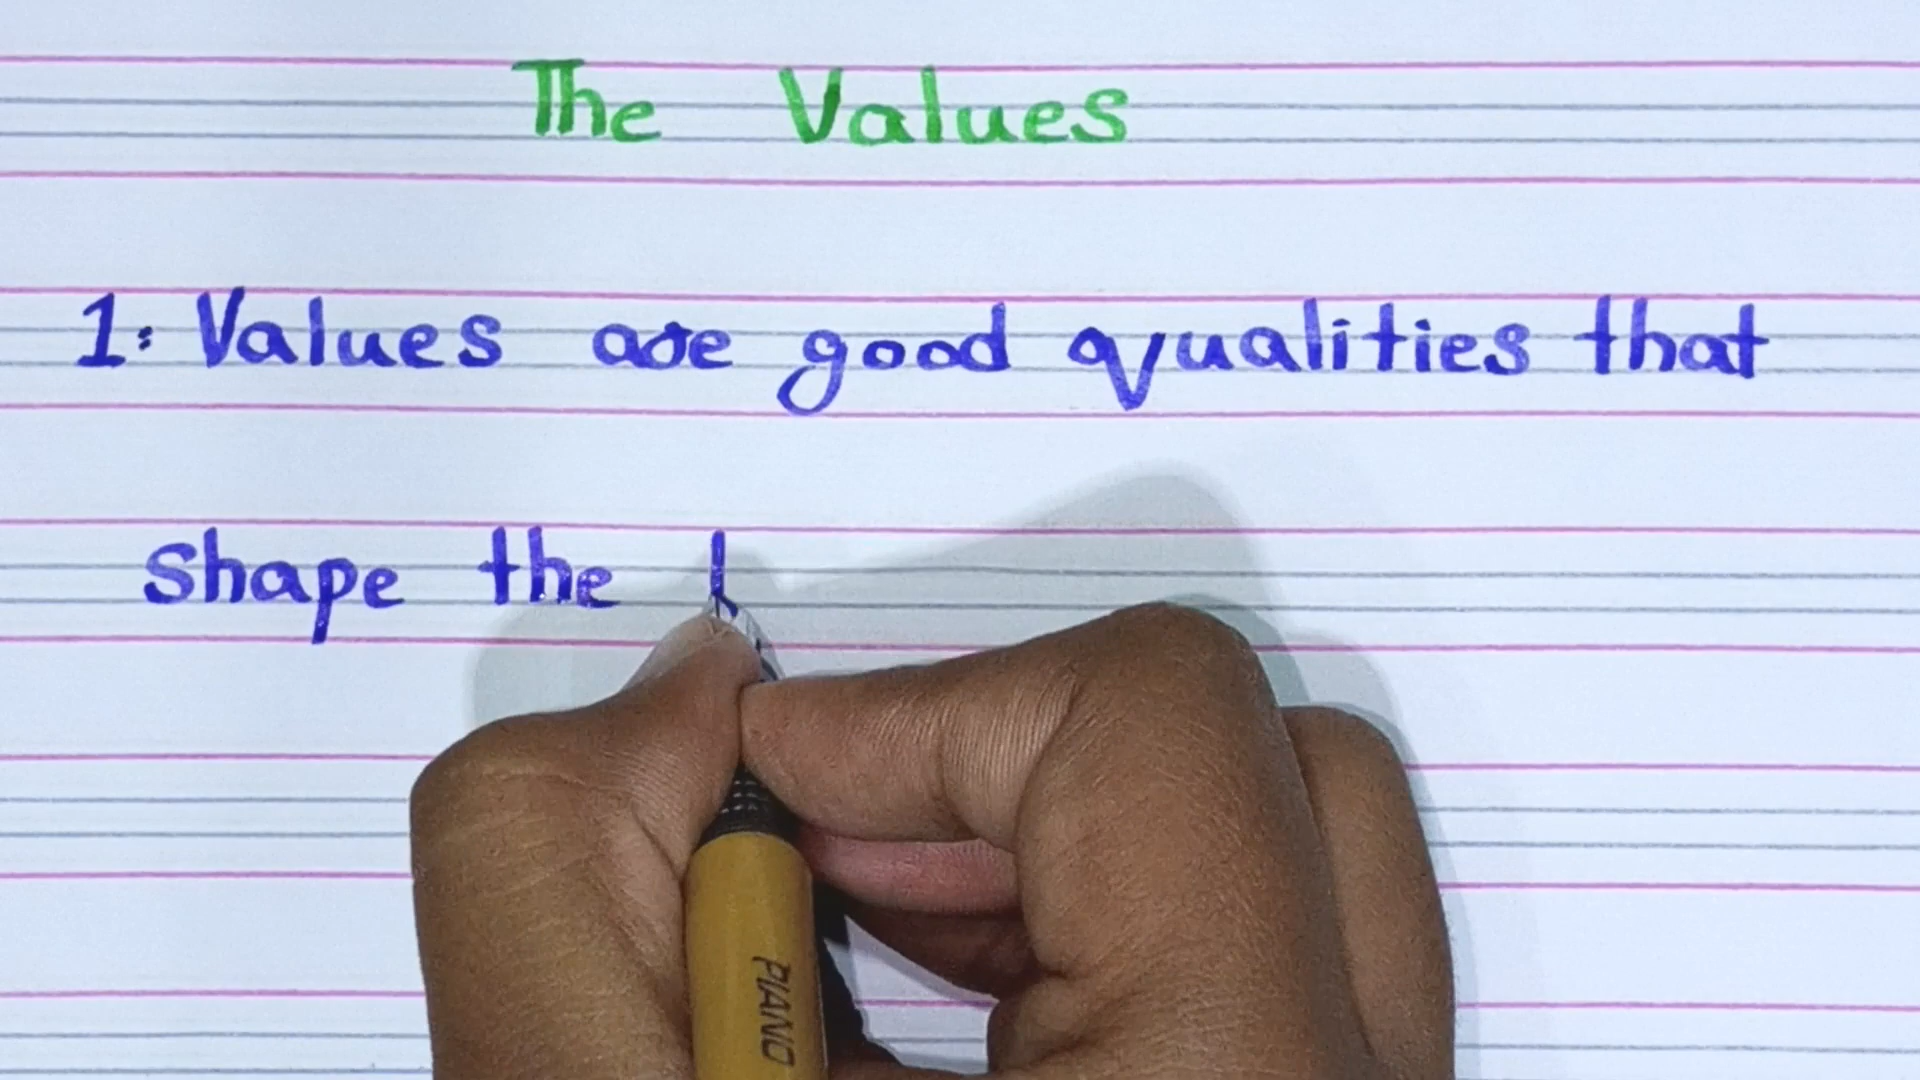 The Values
1: Values are good qualities that
shape the
PIANO